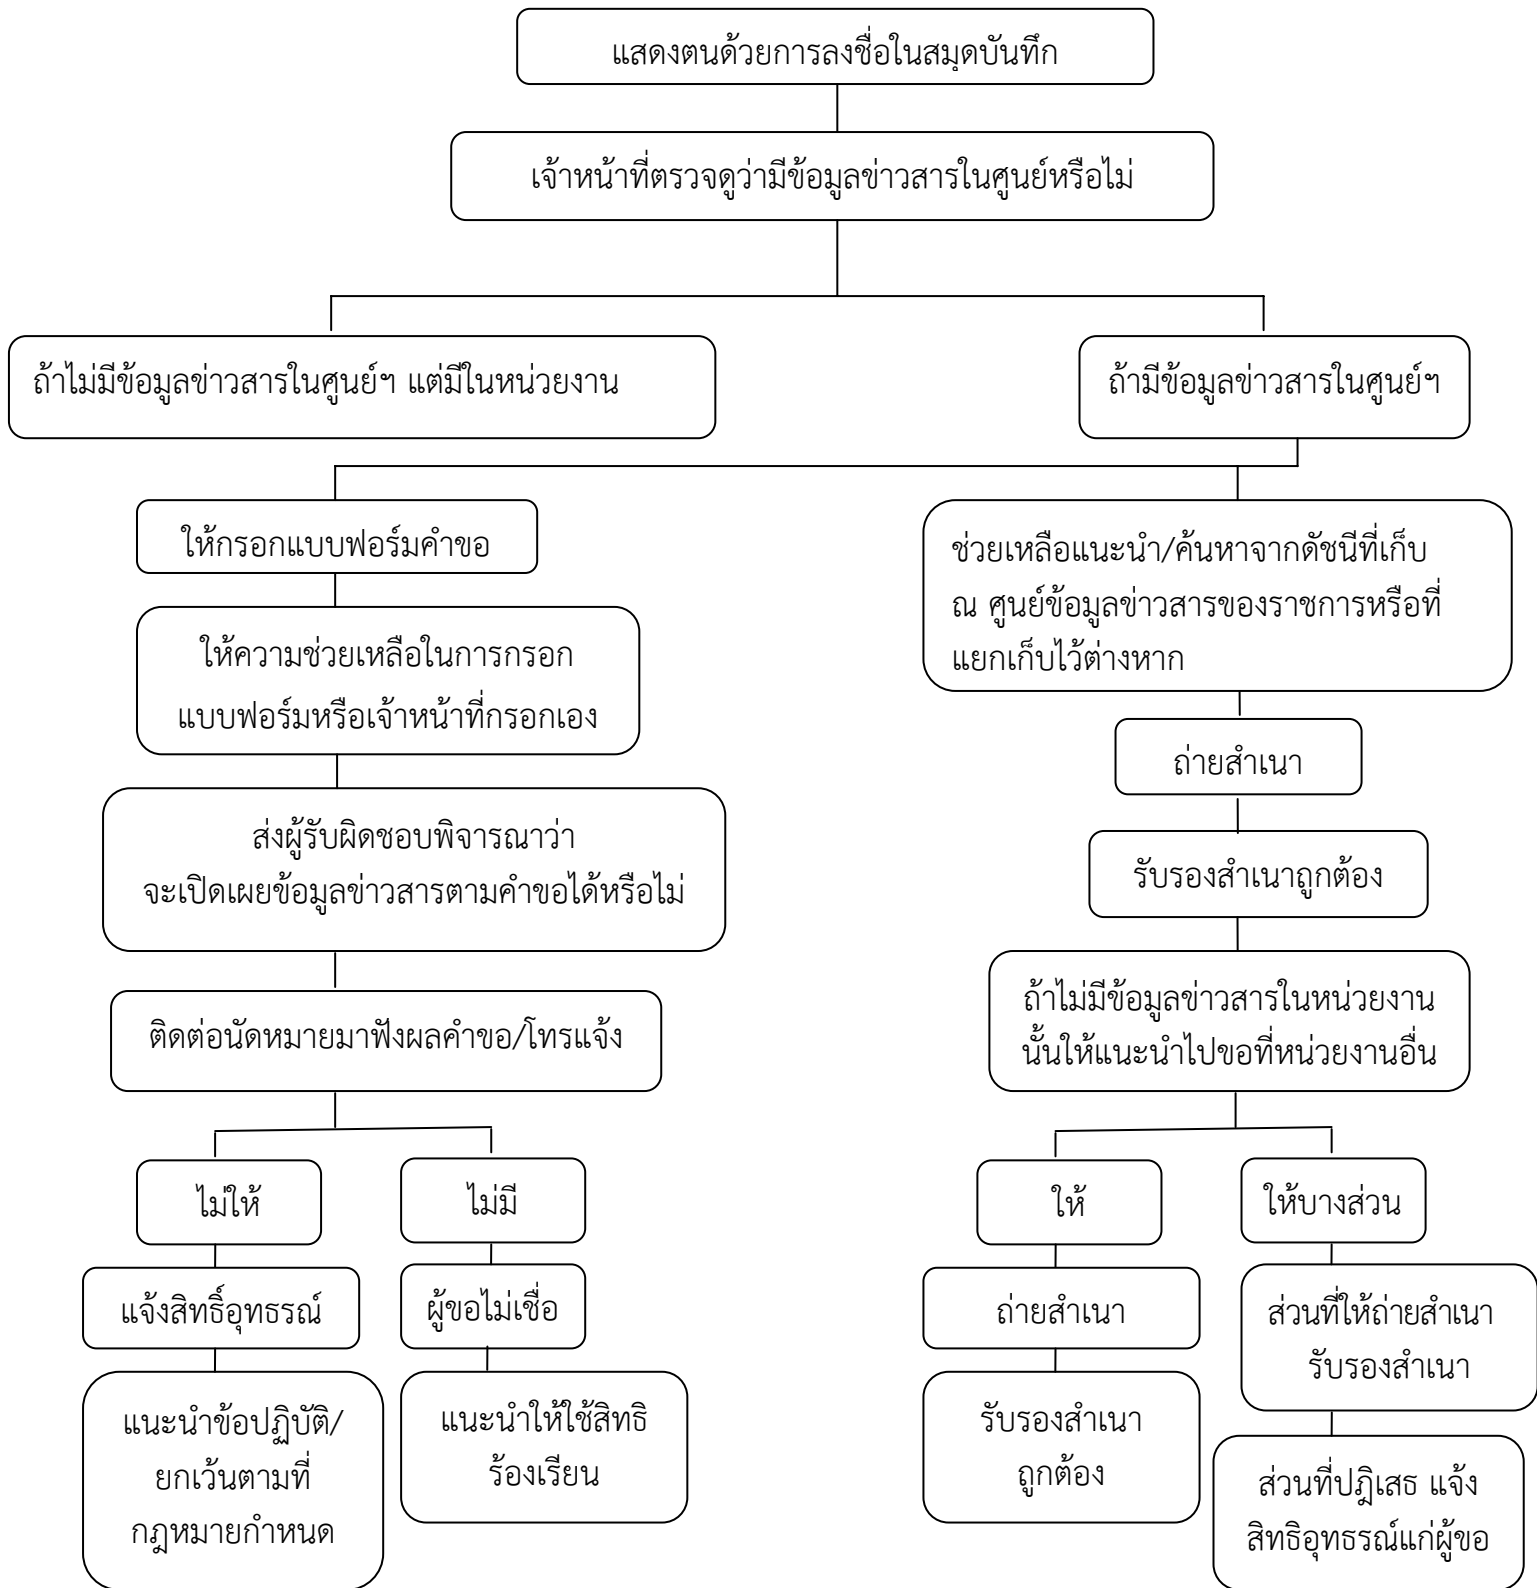 แสดงตนด้วยการลงชื่อในสมุดบันทึก
เจ้าหน้าที่ตรวจดูว่ามีข้อมูลข่าวสารในศูนย์หรือไม่
ถ้าไม่มีข้อมูลข่าวสารในศูนย์ฯ แต่มีในหน่วยงาน
ถ้ามีข้อมูลข่าวสารในศูนย์ฯ
ให้กรอกแบบฟอร์มคำขอ
ให้ความช่วยเหลือในการกรอก
แบบฟอร์มหรือเจ้าหน้าที่กรอกเอง
ส่งผู้รับผิดชอบพิจารณาว่า
จะเปิดเผยข้อมูลข่าวสารตามคำขอได้หรือไม่
ติดต่อนัดหมายมาฟังผลคำขอ/โทรแจ้ง
ช่วยเหลือแนะนำ/ค้นหาจากดัชนีที่เก็บ
ณ ศูนย์ข้อมูลข่าวสารของราชการหรือที่
แยกเก็บไว้ต่างหาก
ถ่ายสำเนา
รับรองสำเนาถูกต้อง
ถ้าไม่มีข้อมูลข่าวสารในหน่วยงาน
นั้นให้แนะนำไปขอที่หน่วยงานอื่น
ไม่ให้
แจ้งสิทธิ์อุทธรณ์
แนะนำข้อปฏิบัติ/
ยกเว้นตามที่
กฎหมายกำหนด
ไม่มี
ผู้ขอไม่เชื่อ
แนะนำให้ใช้สิทธิ
ร้องเรียน
ให้
ถ่ายสำเนา
รับรองสำเนา
ถูกต้อง
ให้บางส่วน
ส่วนที่ให้ถ่ายสำเนา
รับรองสำเนา
ส่วนที่ปฎิเสธ แจ้ง
สิทธิอุทธรณ์แก่ผู้ขอ